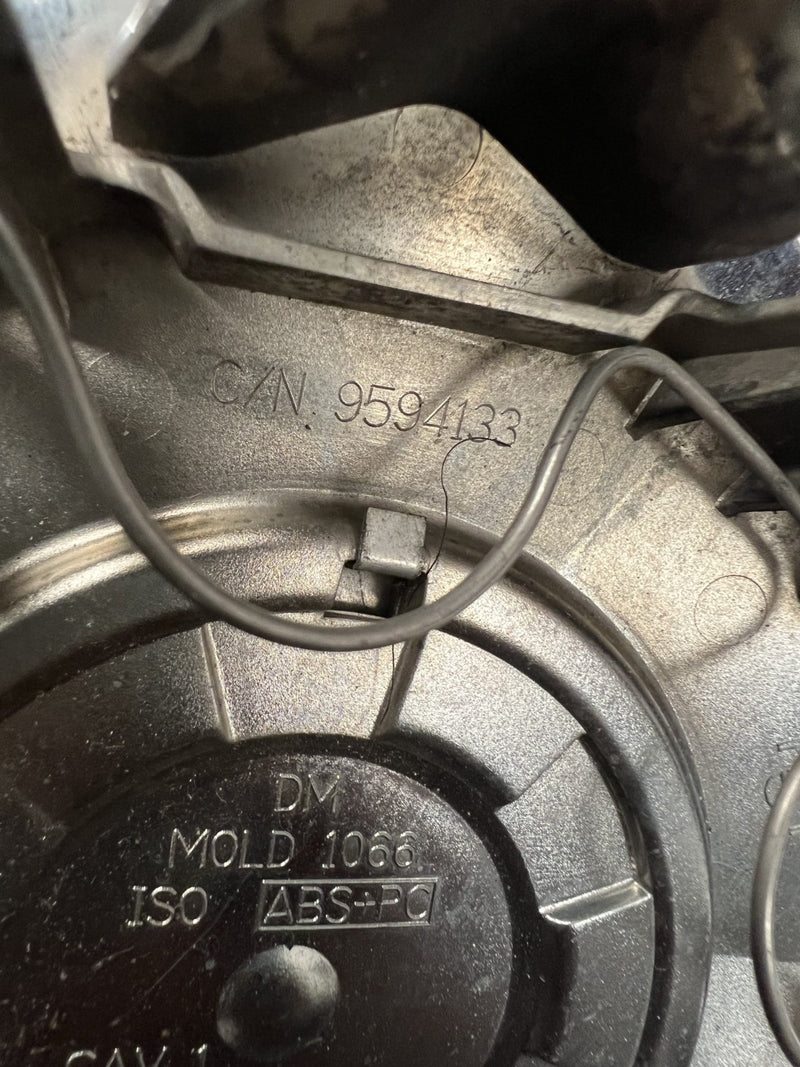 C/N 9594133
DM
MOLD 1066
ISO ABS+PC
CAV 1